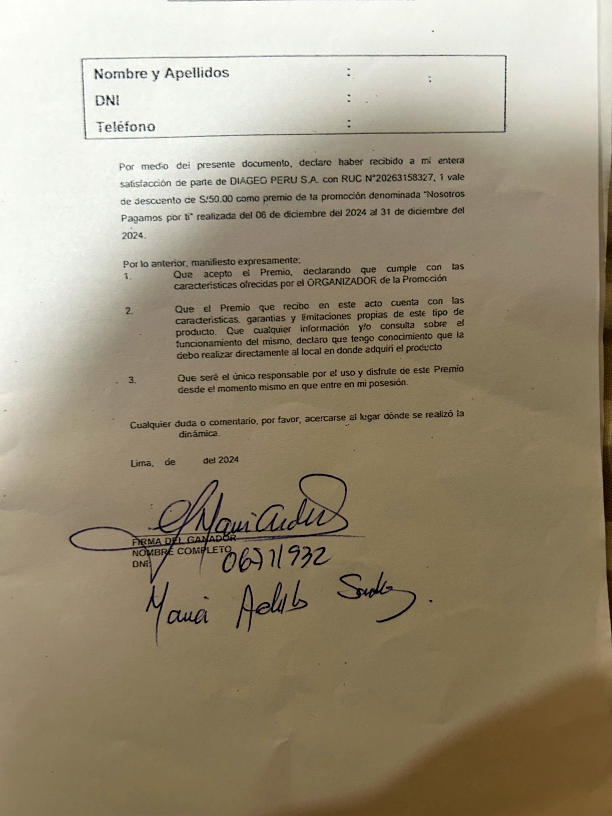 Nombre y Apellidos :
DNI :
Teléfono :
Por medio del presente documento, declaro haber recibido a mi entera
satisfacción de parte de DIAGEO PERU S.A. con RUC N°20263158327, 1 vale
de descuento de S/50.00 como premio de la promoción denominada "Nosotros
Pagamos por ti" realizada del 06 de diciembre del 2024 al 31 de diciembre del
2024.
Por lo anterior, manifiesto expresamente:
1. Que acepto el Premio, declarando que cumple con las
características ofrecidas por el ORGANIZADOR de la Promoción
2. Que el Premio que recibo en este acto cuenta con las
características, garantías y limitaciones propias de este tipo de
producto. Que cualquier información y/o consulta sobre el
funcionamiento del mismo, declaro que tengo conocimiento que la
debo realizar directamente al local en donde adquirí el producto
3. Que seré el único responsable por el uso y disfrute de este Premio
desde el momento mismo en que entre en mi posesión.
Cualquier duda o comentario, por favor, acercarse al lugar dónde se realizó la
dinámica.
Lima, de del 2024
FIRMA DEL GANADOR
NOMBRE COMPLETO
DNI:
Maria